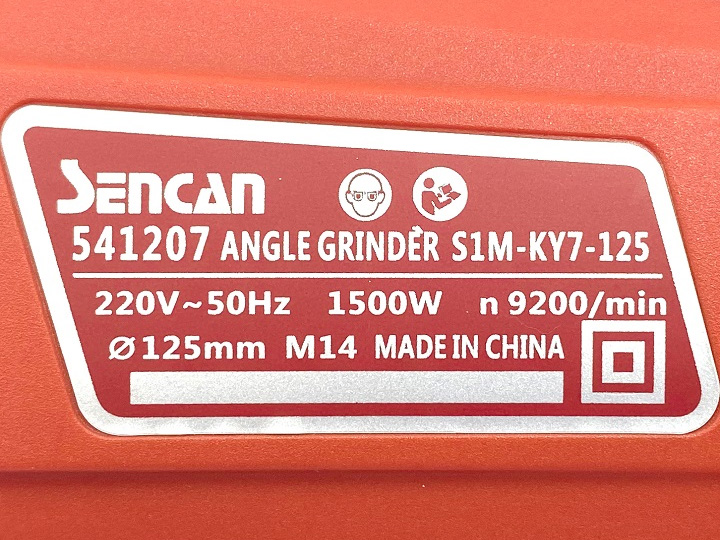 SENCAN
541207 ANGLE GRINDER S1M-KY7-125
220V~50Hz 1500W n 9200/min
Ø125mm M14 MADE IN CHINA